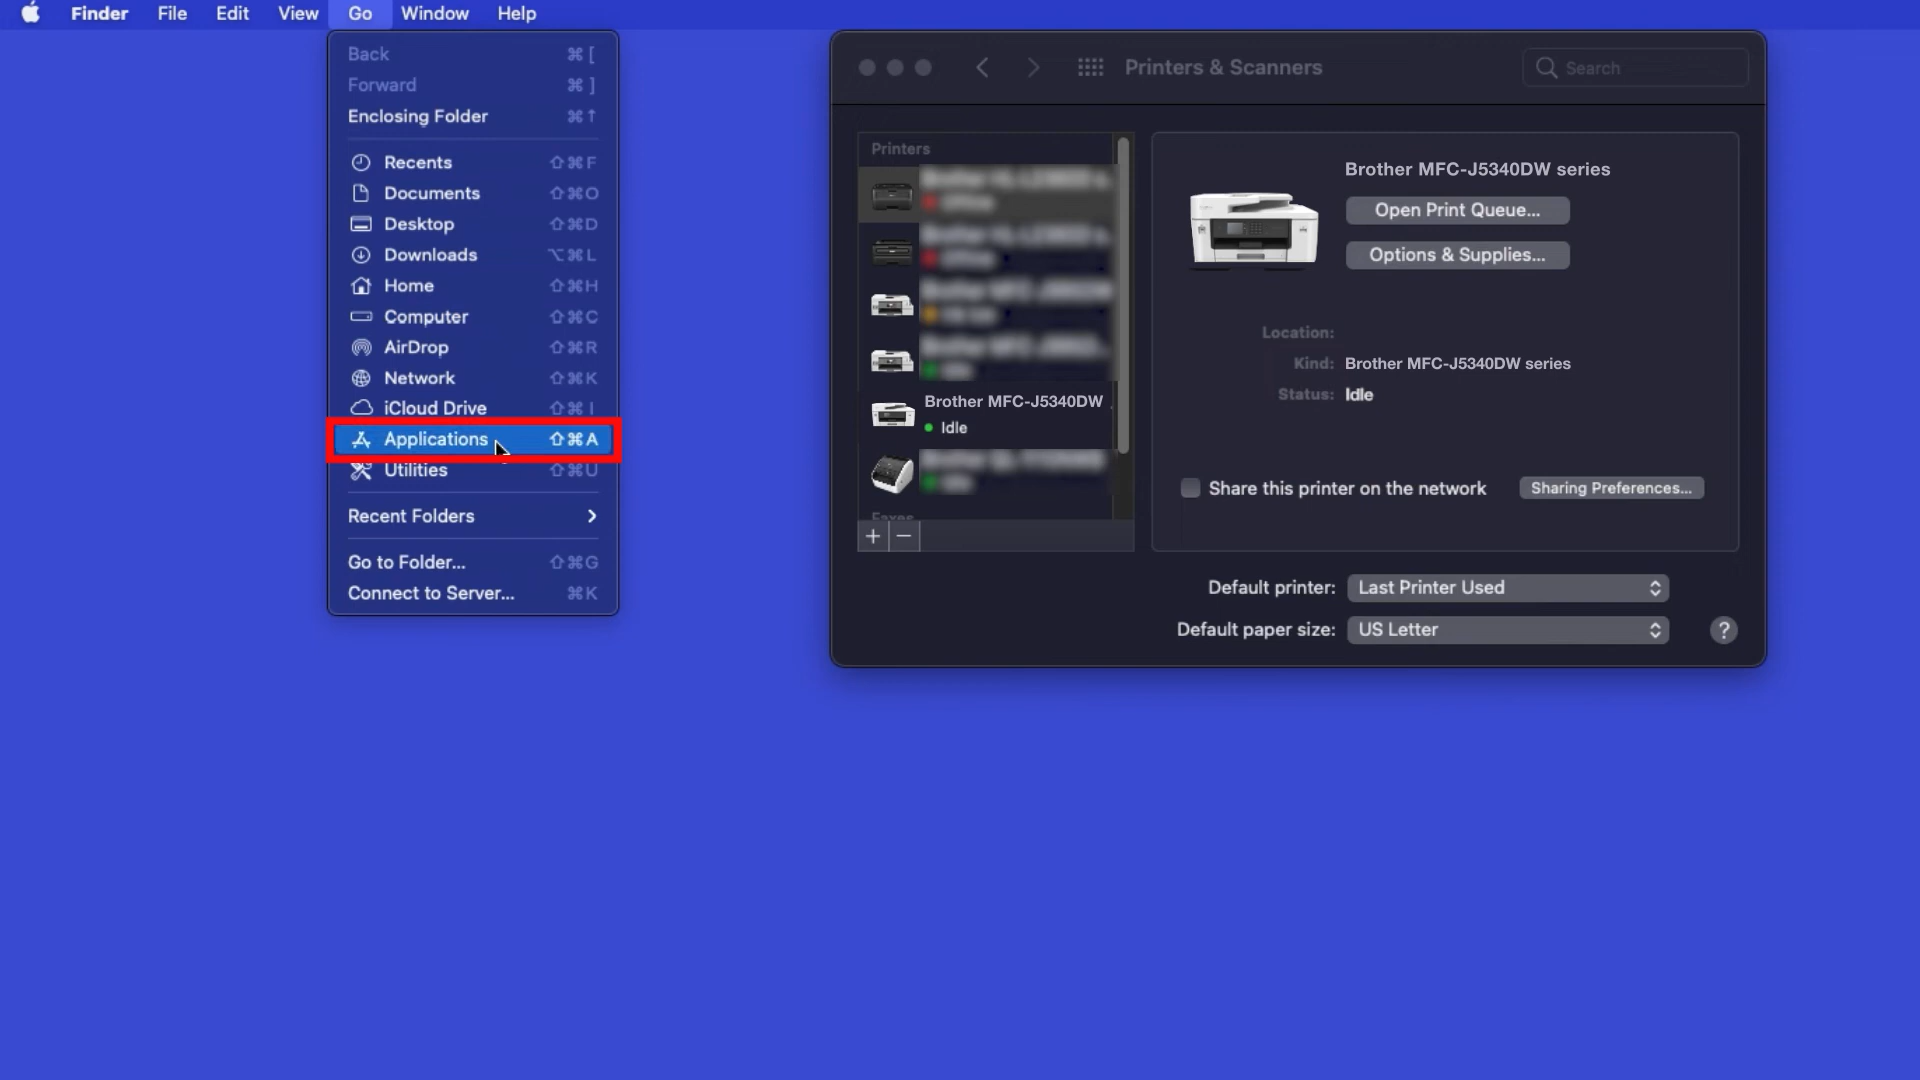 Finder File Edit View Go Window Help
Back ⌘ [
Forward ⌘ ]
Enclosing Folder ⌘ ↑
Recents ⇧ ⌘ F
Documents ⇧ ⌘ O
Desktop ⇧ ⌘ D
Downloads ⌥ ⌘ L
Home ⇧ ⌘ H
Computer ⇧ ⌘ C
AirDrop ⇧ ⌘ R
Network ⇧ ⌘ K
iCloud Drive ⇧ ⌘ I
Applications ⇧ ⌘ A
Utilities ⇧ ⌘ U
Recent Folders
Go to Folder... ⇧ ⌘ G
Connect to Server... ⌘ K
Printers & Scanners
Search
Printers
Brother MFC-J5340DW
Idle
Faxes
Brother MFC-J5340DW series
Open Print Queue...
Options & Supplies...
Location:
Kind: Brother MFC-J5340DW series
Status: Idle
Share this printer on the network Sharing Preferences...
Default printer: Last Printer Used
Default paper size: US Letter ?